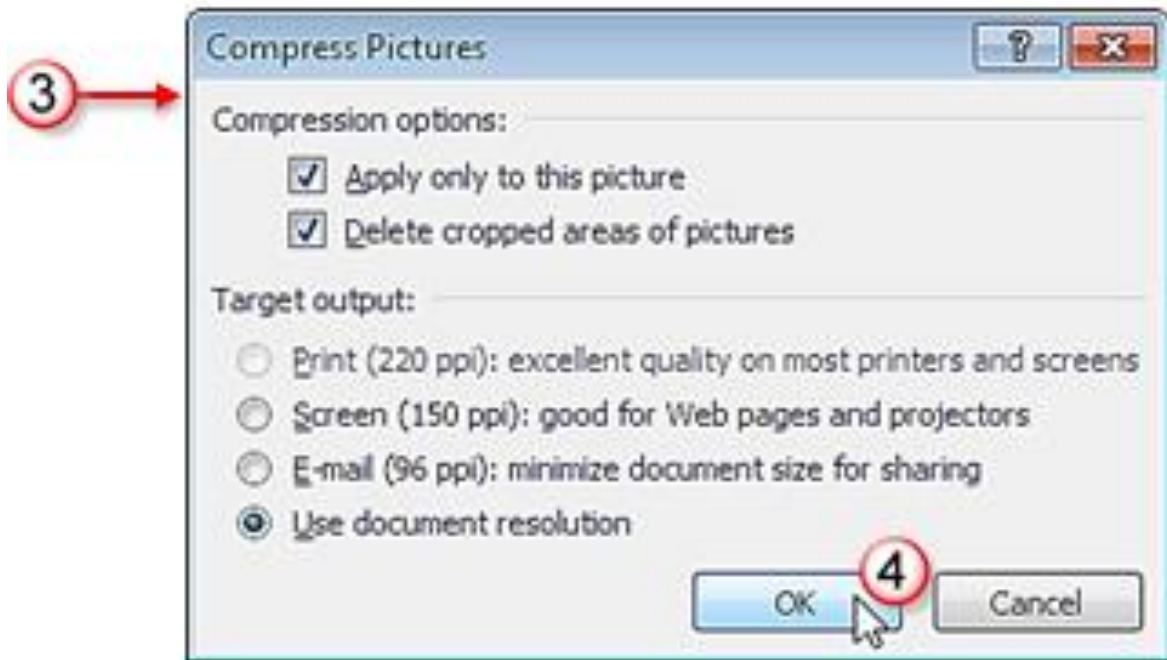 Compress Pictures
3
Compression options:
Apply only to this picture
Delete cropped areas of pictures
Target output:
Print (220 ppi): excellent quality on most printers and screens
Screen (150 ppi): good for Web pages and projectors
E-mail (96 ppi): minimize document size for sharing
Use document resolution
4
OK Cancel